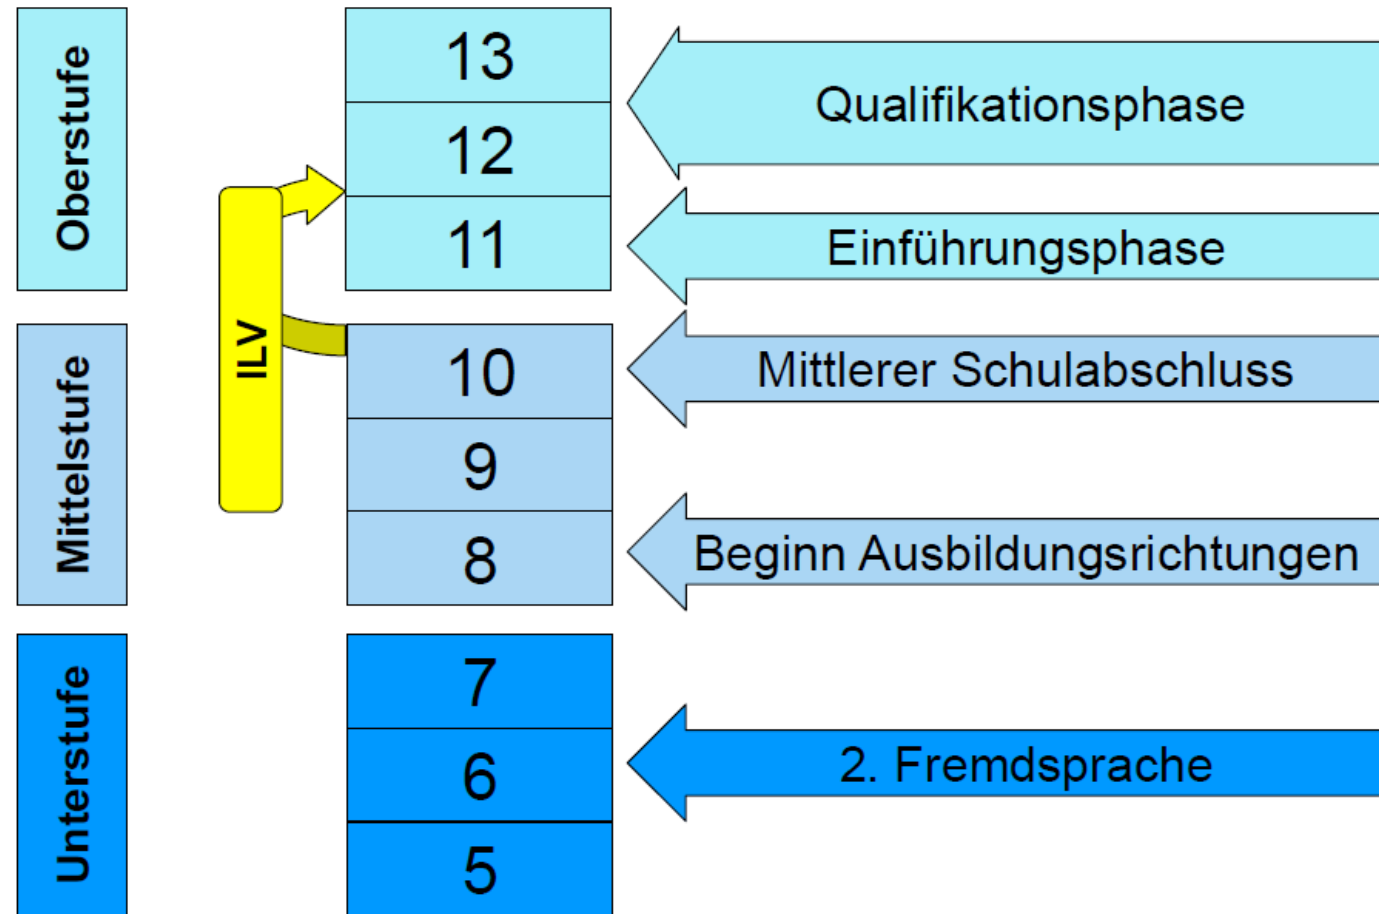 Oberstufe
13
Qualifikationsphase
12
11
Einführungsphase
ILV
Mittelstufe
10
Mittlerer Schulabschluss
9
8
Beginn Ausbildungsrichtungen
Unterstufe
7
6
2. Fremdsprache
5